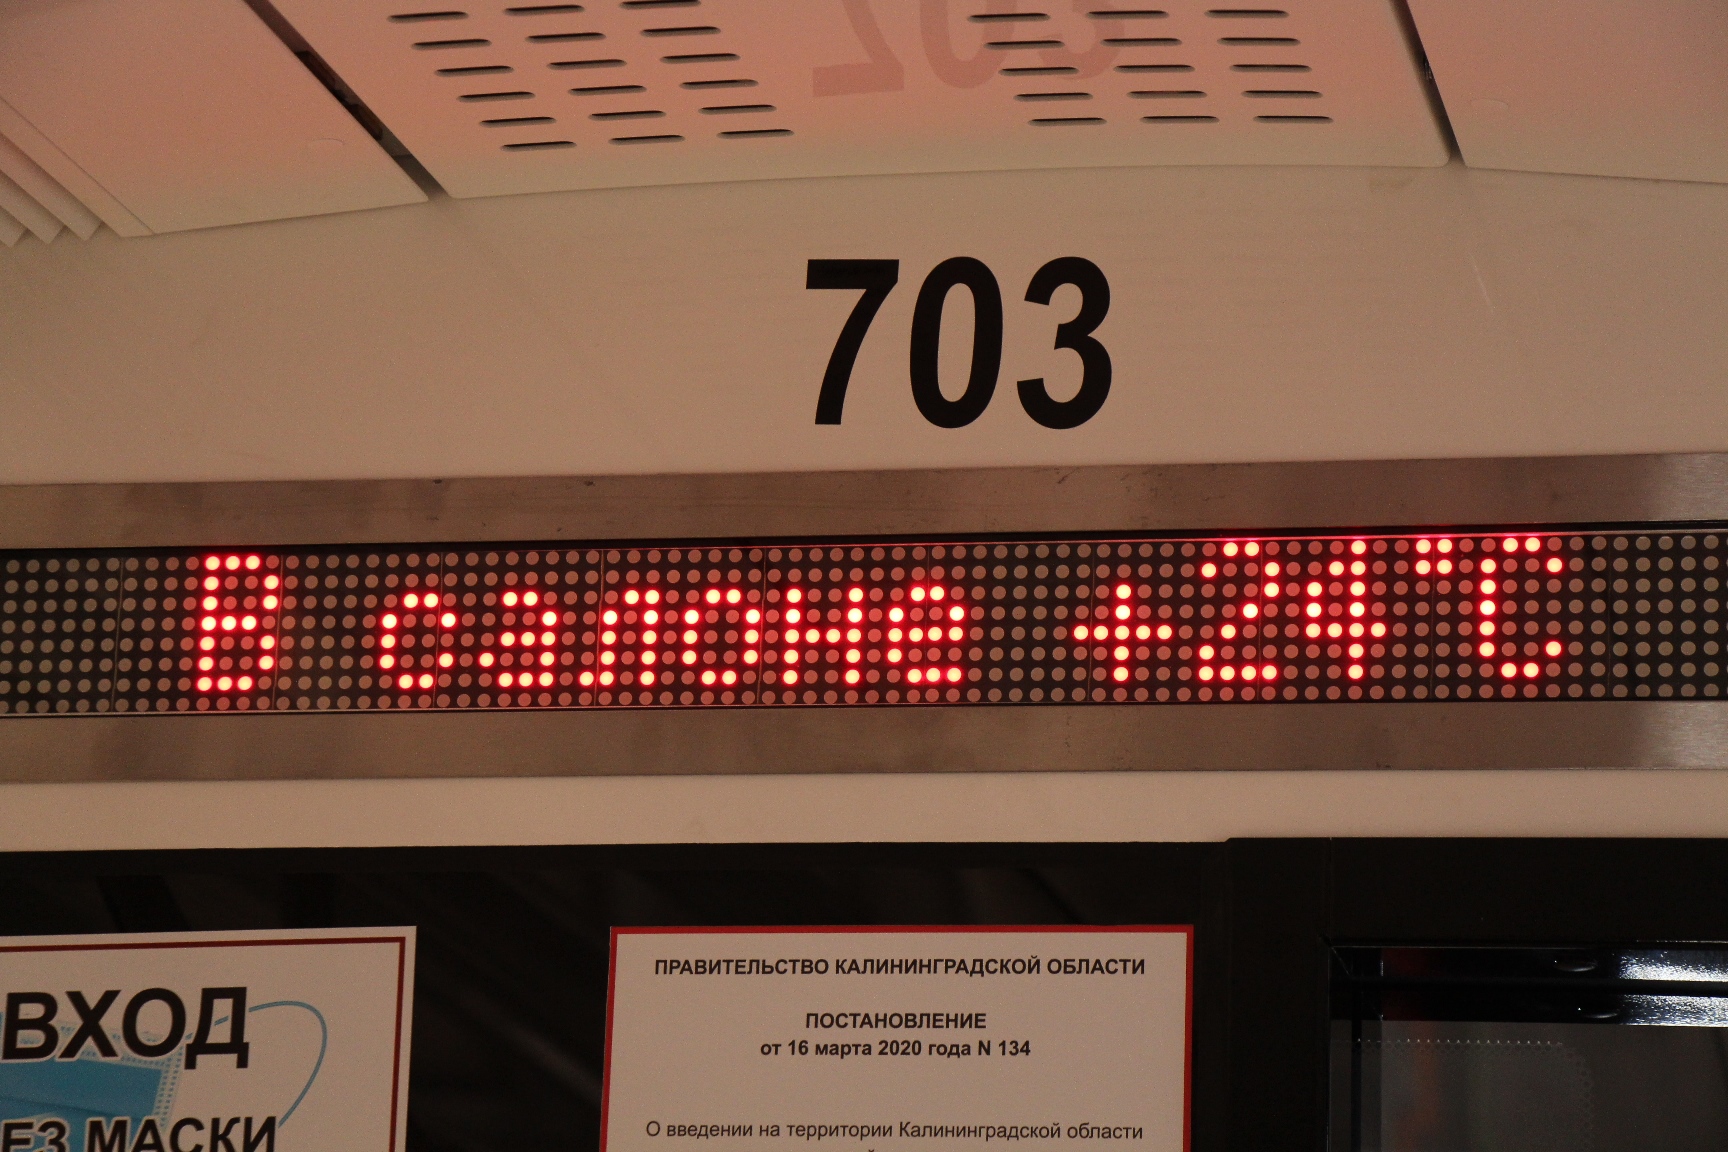 703
В салоне +24°C
ВХОД
МАСКИ
ПРАВИТЕЛЬСТВО КАЛИНИНГРАДСКОЙ ОБЛАСТИ
ПОСТАНОВЛЕНИЕ
от 16 марта 2020 года N 134
О введении на территории Калининградской области